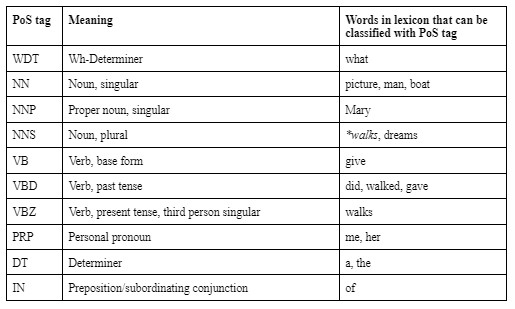 PoS tag Meaning Words in lexicon that can be
classified with PoS tag
WDT Wh-Determiner what
NN Noun, singular picture, man, boat
NNP Proper noun, singular Mary
NNS Noun, plural *walks, dreams
VB Verb, base form give
VBD Verb, past tense did, walked, gave
VBZ Verb, present tense, third person singular walks
PRP Personal pronoun me, her
DT Determiner a, the
IN Preposition/subordinating conjunction of